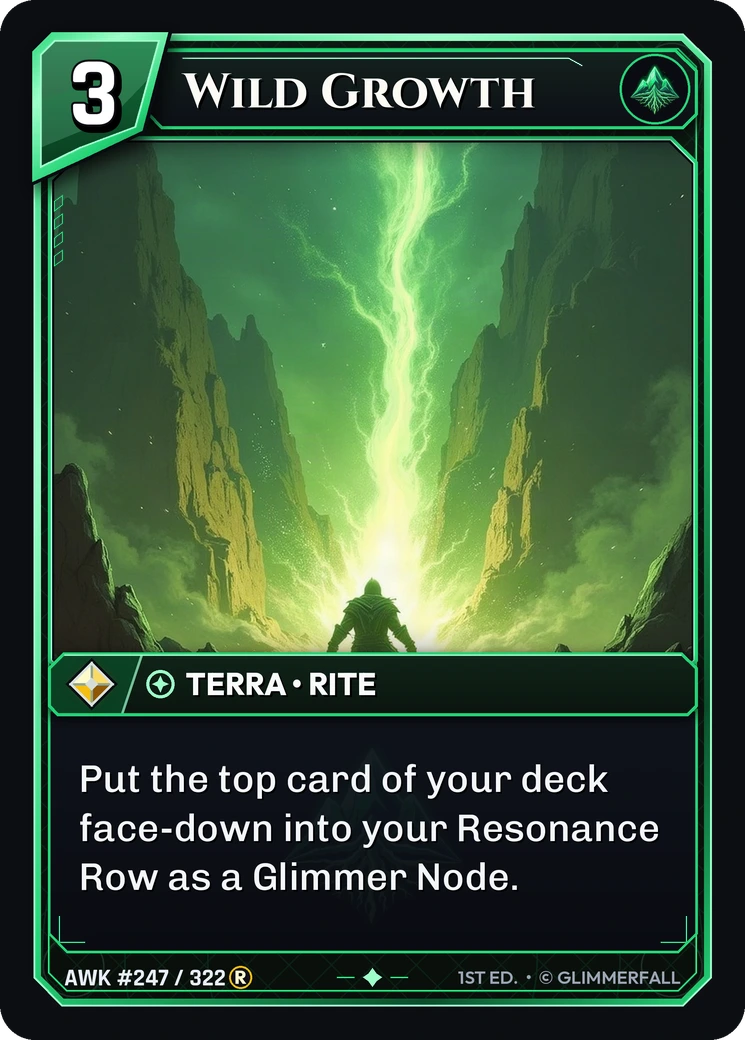 3
WILD GROWTH
TERRA • RITE
Put the top card of your deck
face-down into your Resonance
Row as a Glimmer Node.
AWK #247 / 322 R
1ST ED. • © GLIMMERFALL